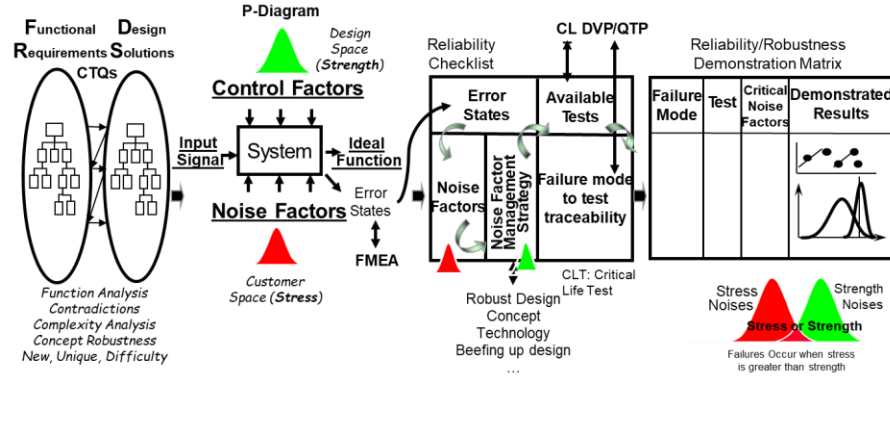 Functional
Requirements
Design
Solutions
CTQs
Function Analysis
Contradictions
Complexity Analysis
Concept Robustness
New, Unique, Difficulty
P-Diagram
Design
Space
(Strength)
Control Factors
Input
Signal
System
Ideal
Function
Noise Factors
Error
States
FMEA
Customer
Space (Stress)
Reliability
Checklist
CL DVP/QTP
Error
States
Available
Tests
Noise
Factors
Noise Factor
Management
Strategy
Failure mode
to test
traceability
CLT: Critical
Life Test
Robust Design
Concept
Technology
Beefing up design
...
Reliability/Robustness
Demonstration Matrix
Failure
Mode
Test
Critical
Noise
Factors
Demonstrated
Results
Stress
Noises
Strength
Noises
Stress or Strength
Failures Occur when stress
is greater than strength